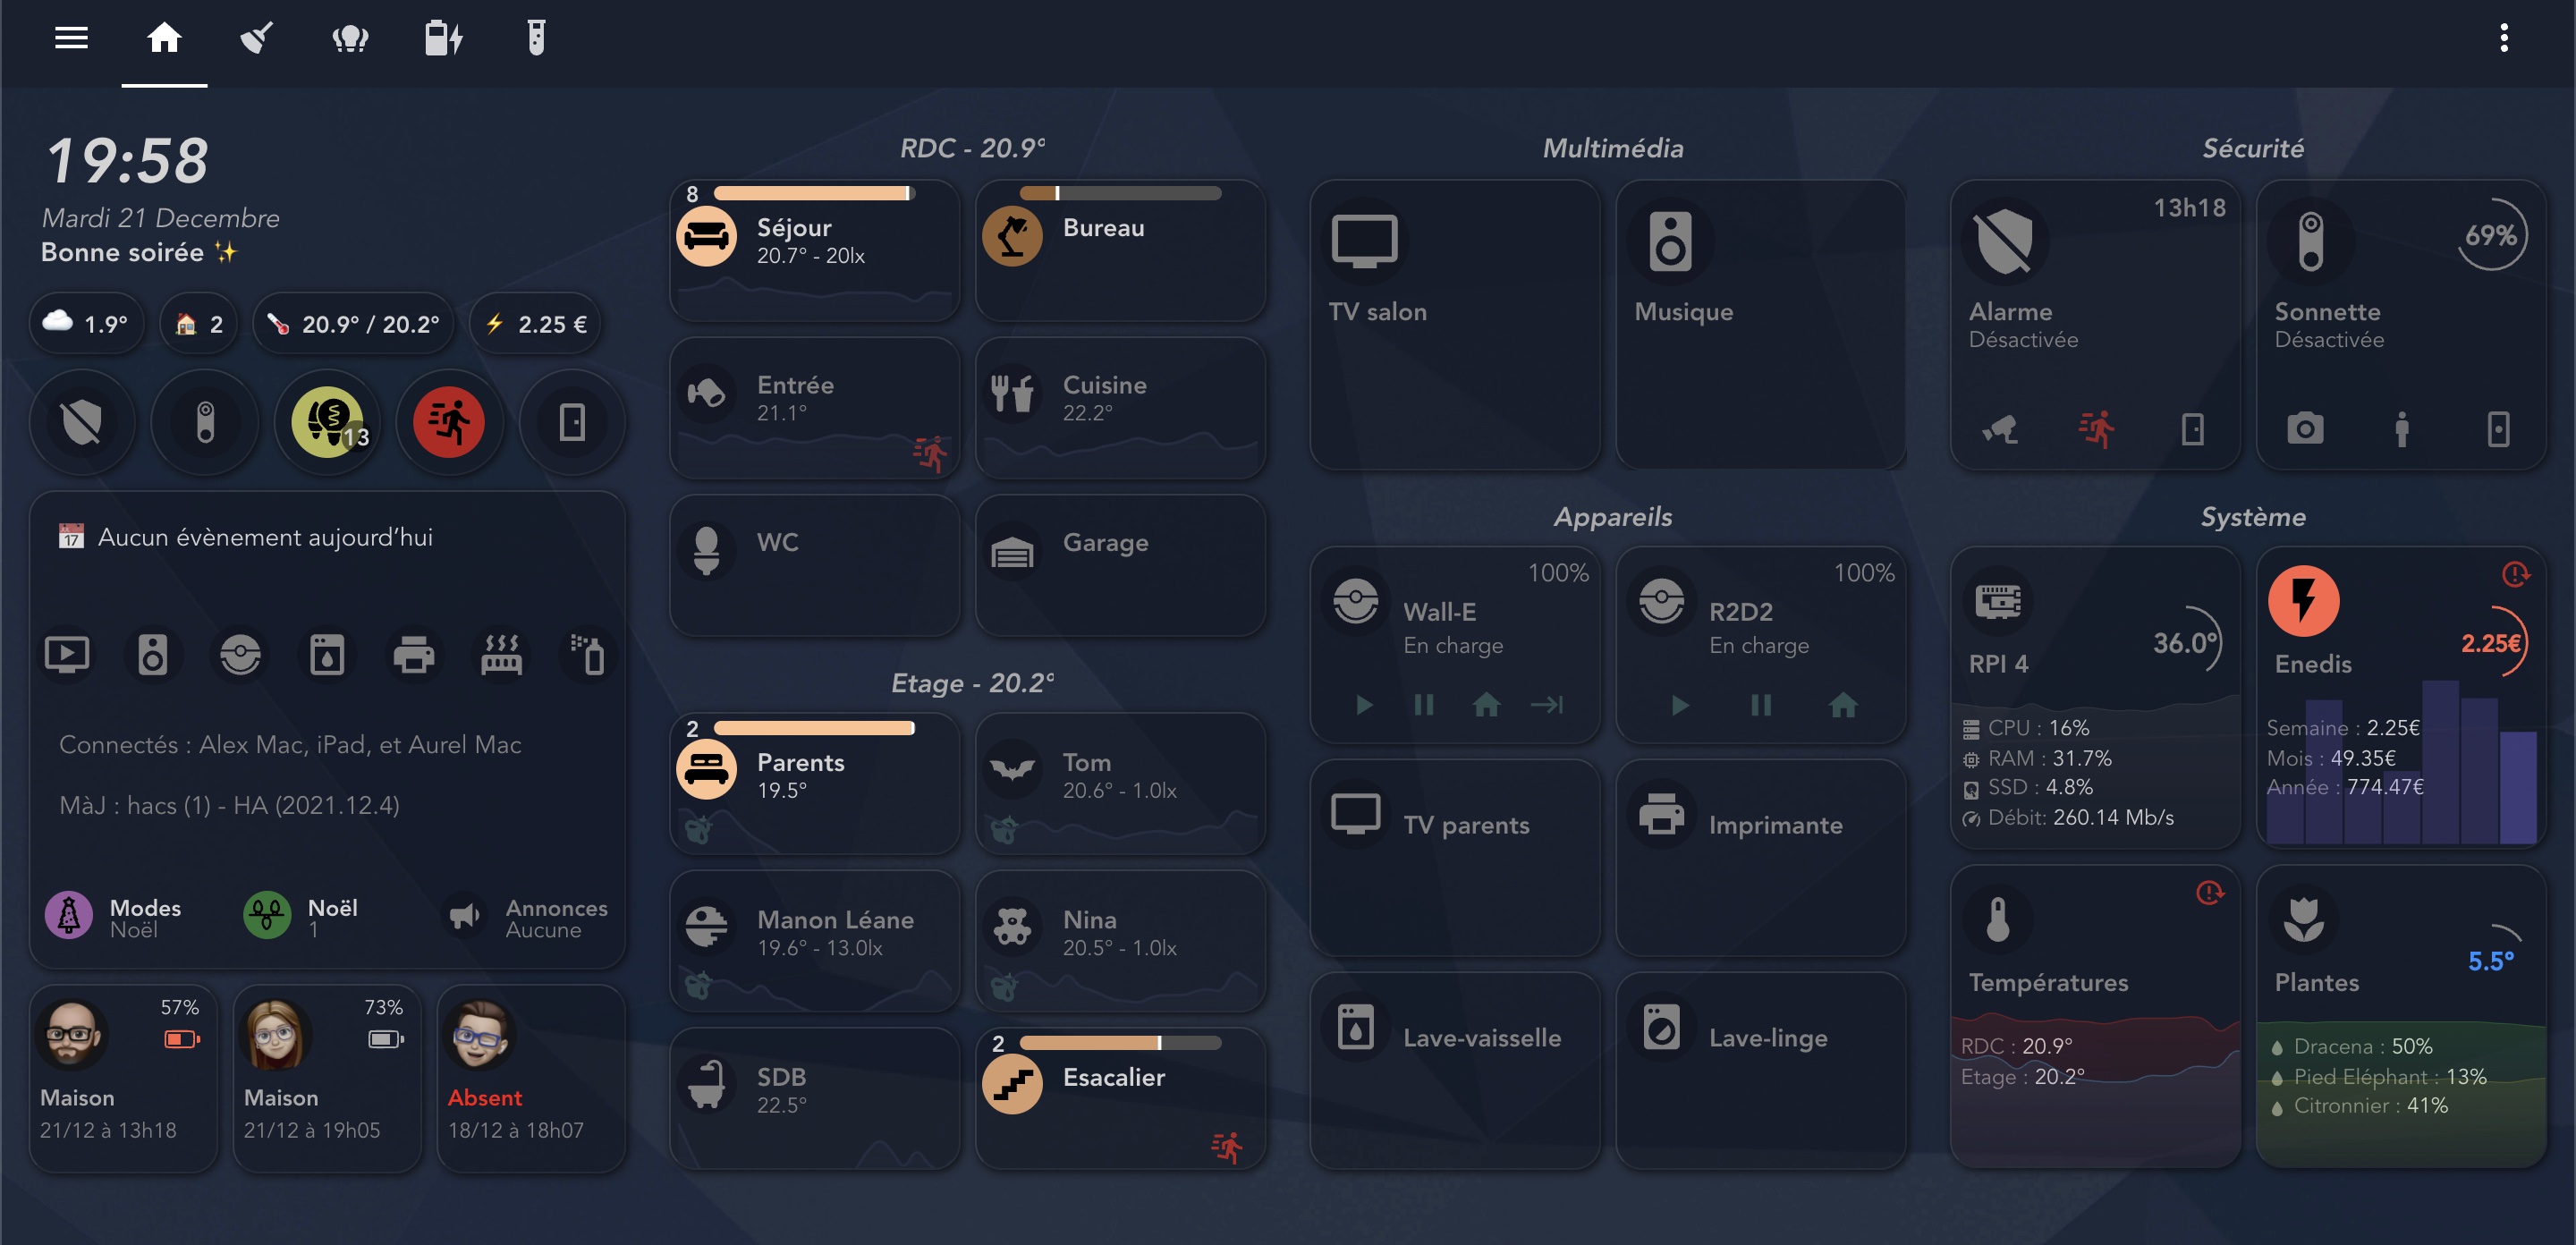 19:58
Mardi 21 Decembre
Bonne soirée ✨
1.9°
2
20.9° / 20.2°
2.25 €
13
17
Aucun évènement aujourd'hui
Connectés : Alex Mac, iPad, et Aurel Mac
MàJ : hacs (1) - HA (2021.12.4)
Modes
Noël
Noël
1
Annonces
Aucune
57%
Maison
21/12 à 13h18
73%
Maison
21/12 à 19h05
Absent
18/12 à 18h07
RDC - 20.9°
8
Séjour
20.7° - 20lx
Bureau
Entrée
21.1°
Cuisine
22.2°
WC
Garage
Etage - 20.2°
2
Parents
19.5°
Tom
20.6° - 1.0lx
Manon Léane
19.6° - 13.0lx
Nina
20.5° - 1.0lx
SDB
22.5°
2
Esacalier
Multimédia
TV salon
Musique
Appareils
100%
Wall-E
En charge
100%
R2D2
En charge
TV parents
Imprimante
Lave-vaisselle
Lave-linge
Sécurité
13h18
Alarme
Désactivée
69%
Sonnette
Désactivée
Système
36.0°
RPI 4
CPU : 16%
RAM : 31.7%
SSD : 4.8%
Débit: 260.14 Mb/s
2.25€
Enedis
Semaine : 2.25€
Mois : 49.35€
Année : 774.47€
Températures
RDC : 20.9°
Etage : 20.2°
5.5°
Plantes
Dracena : 50%
Pied Eléphant : 13%
Citronnier : 41%